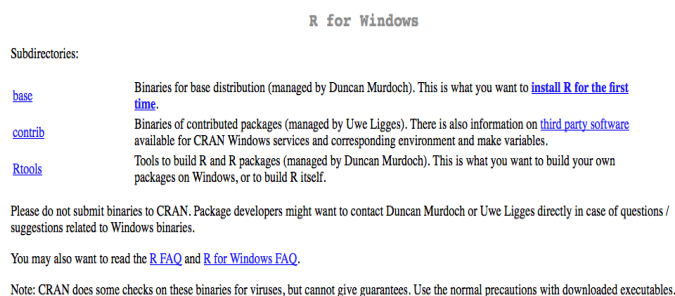 R for Windows
Subdirectories:
base
Binaries for base distribution (managed by Duncan Murdoch). This is what you want to install R for the first
time.
contrib
Binaries of contributed packages (managed by Uwe Ligges). There is also information on third party software
available for CRAN Windows services and corresponding environment and make variables.
Rtools
Tools to build R and R packages (managed by Duncan Murdoch). This is what you want to build your own
packages on Windows, or to build R itself.
Please do not submit binaries to CRAN. Package developers might want to contact Duncan Murdoch or Uwe Ligges directly in case of questions /
suggestions related to Windows binaries.
You may also want to read the R FAQ and R for Windows FAQ.
Note: CRAN does some checks on these binaries for viruses, but cannot give guarantees. Use the normal precautions with downloaded executables.